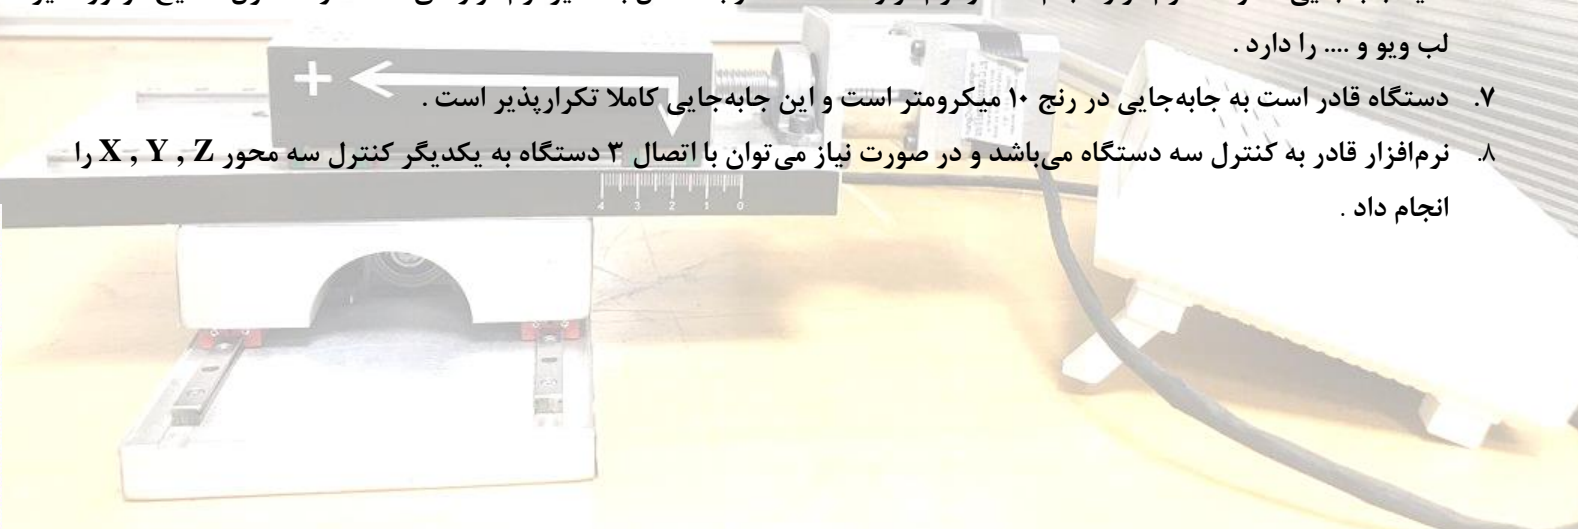 لب ویو و .... را دارد .
۷. دستگاه قادر است به جابه‌جایی در رنج ۱۰ میکرومتر است و این جابه‌جایی کاملا تکرارپذیر است .
۸. نرم‌افزار قادر به کنترل سه دستگاه می‌باشد و در صورت نیاز می‌توان با اتصال ۳ دستگاه به یکدیگر کنترل سه محور X , Y , Z را
انجام داد .
+
4 3 2 1 0